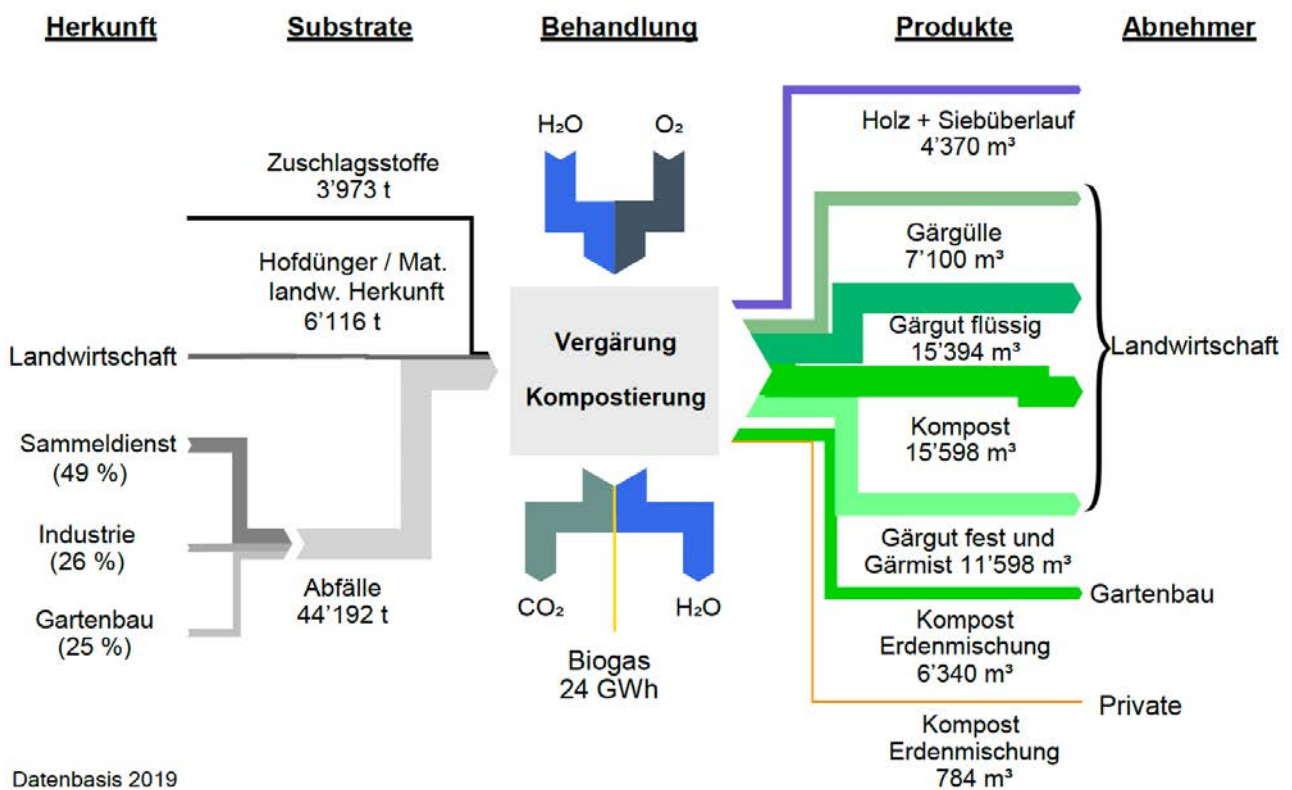 Herkunft
Substrate
Behandlung
Produkte
Abnehmer
Zuschlagsstoffe
3’973 t
Hofdünger / Mat.
landw. Herkunft
6’116 t
Landwirtschaft
Sammeldienst
(49 %)
Industrie
(26 %)
Gartenbau
(25 %)
Abfälle
44’192 t
H₂O
O₂
Vergärung
Kompostierung
CO₂
H₂O
Biogas
24 GWh
Holz + Siebüberlauf
4’370 m³
Gärgülle
7’100 m³
Gärgut flüssig
15’394 m³
Kompost
15’598 m³
Gärgut fest und
Gärmist 11’598 m³
Kompost
Erdenmischung
6’340 m³
Kompost
Erdenmischung
784 m³
Landwirtschaft
Gartenbau
Private
Datenbasis 2019